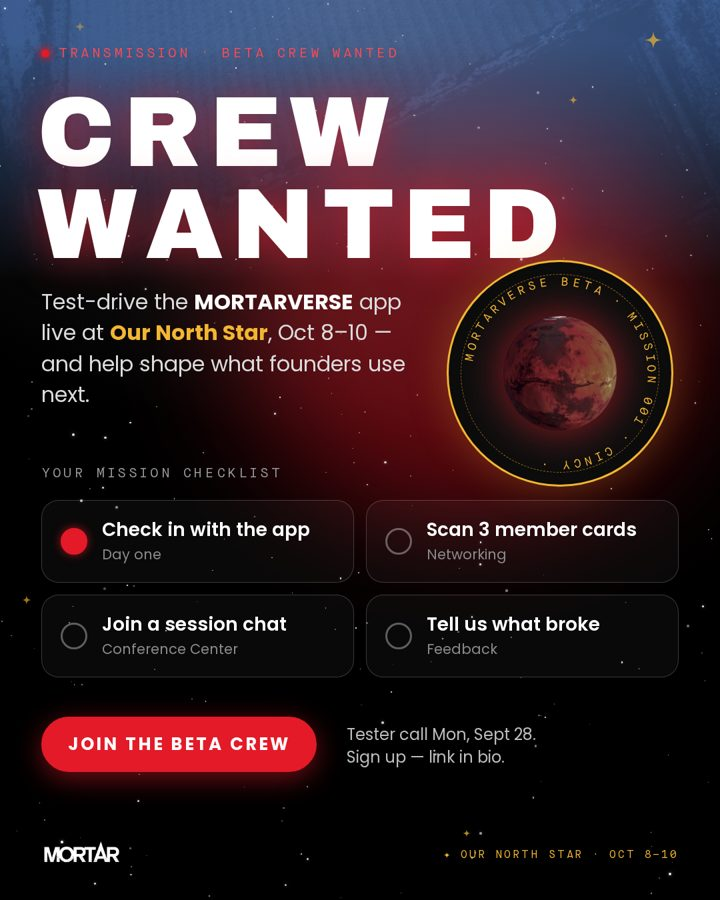 TRANSMISSION · BETA CREW WANTED
CREW
WANTED
Test-drive the MORTARVERSE app
live at Our North Star, Oct 8–10 —
and help shape what founders use
next.
MORTARVERSE BETA · MISSION 001 · CINCY ·
YOUR MISSION CHECKLIST
Check in with the app
Day one
Scan 3 member cards
Networking
Join a session chat
Conference Center
Tell us what broke
Feedback
JOIN THE BETA CREW
Tester call Mon, Sept 28.
Sign up — link in bio.
MORTAR
✦ OUR NORTH STAR · OCT 8–10